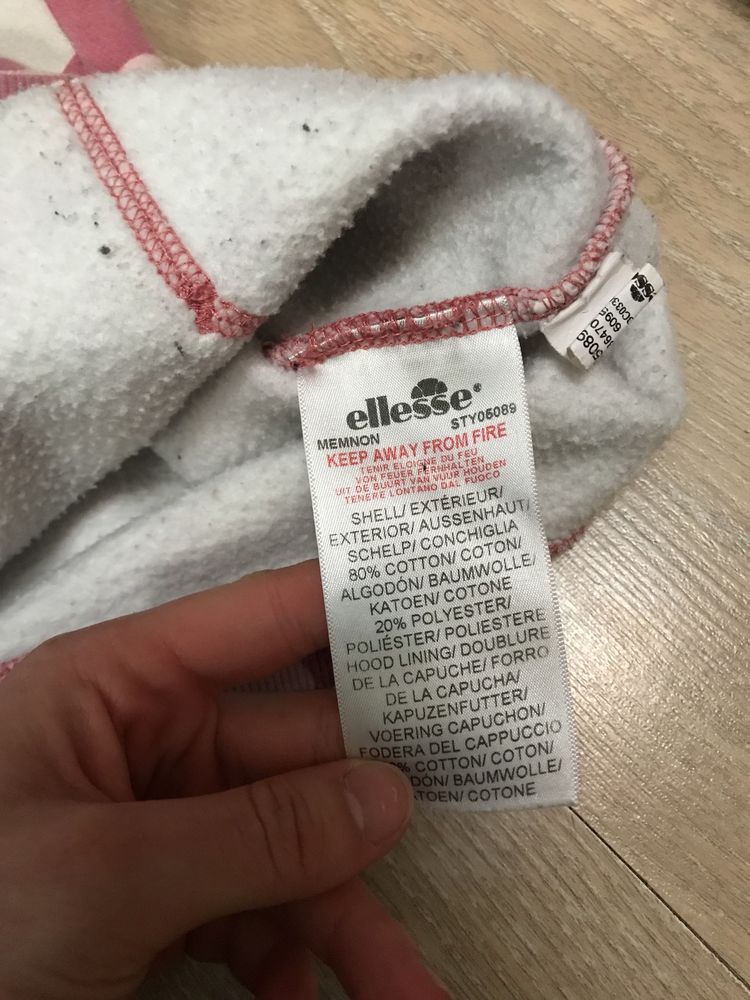 ellesse®
MEMNON STY05089
KEEP AWAY FROM FIRE
TENIR ELOIGNE DU FEU
VON FEUER FERNHALTEN
UIT DE BUURT VAN VUUR HOUDEN
TENERE LONTANO DAL FUOCO
SHELL/ EXTÉRIEUR/
EXTERIOR/ AUSSENHAUT/
SCHELP/ CONCHIGLIA
80% COTTON/ COTON/
ALGODÓN/ BAUMWOLLE/
KATOEN/ COTONE
20% POLYESTER/
POLIÉSTER/ POLIESTERE
HOOD LINING/ DOUBLURE
DE LA CAPUCHE/ FORRO
DE LA CAPUCHA/
KAPUZENFUTTER/
VOERING CAPUCHON/
FODERA DEL CAPPUCCIO
% COTTON/ COTON/
DÓN/ BAUMWOLLE/
TOEN/ COTONE